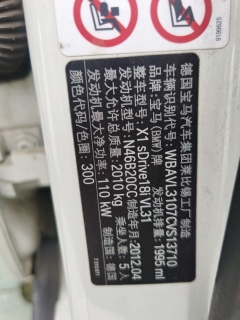 德国宝马汽车集团莱比锡工厂制造
车辆识别代号:WBAVL3107CVS73710
品牌:宝马(BMW) 发动机排量:1995 ml
整车型号:X1 sDrive18i VL31
发动机型号:N46B20CC 制造年月:2012.04
最大允许总质量:2010 kg 乘坐人数:5人
发动机最大净功率:110 kW 制造国:德国
颜色代码/色圈:300